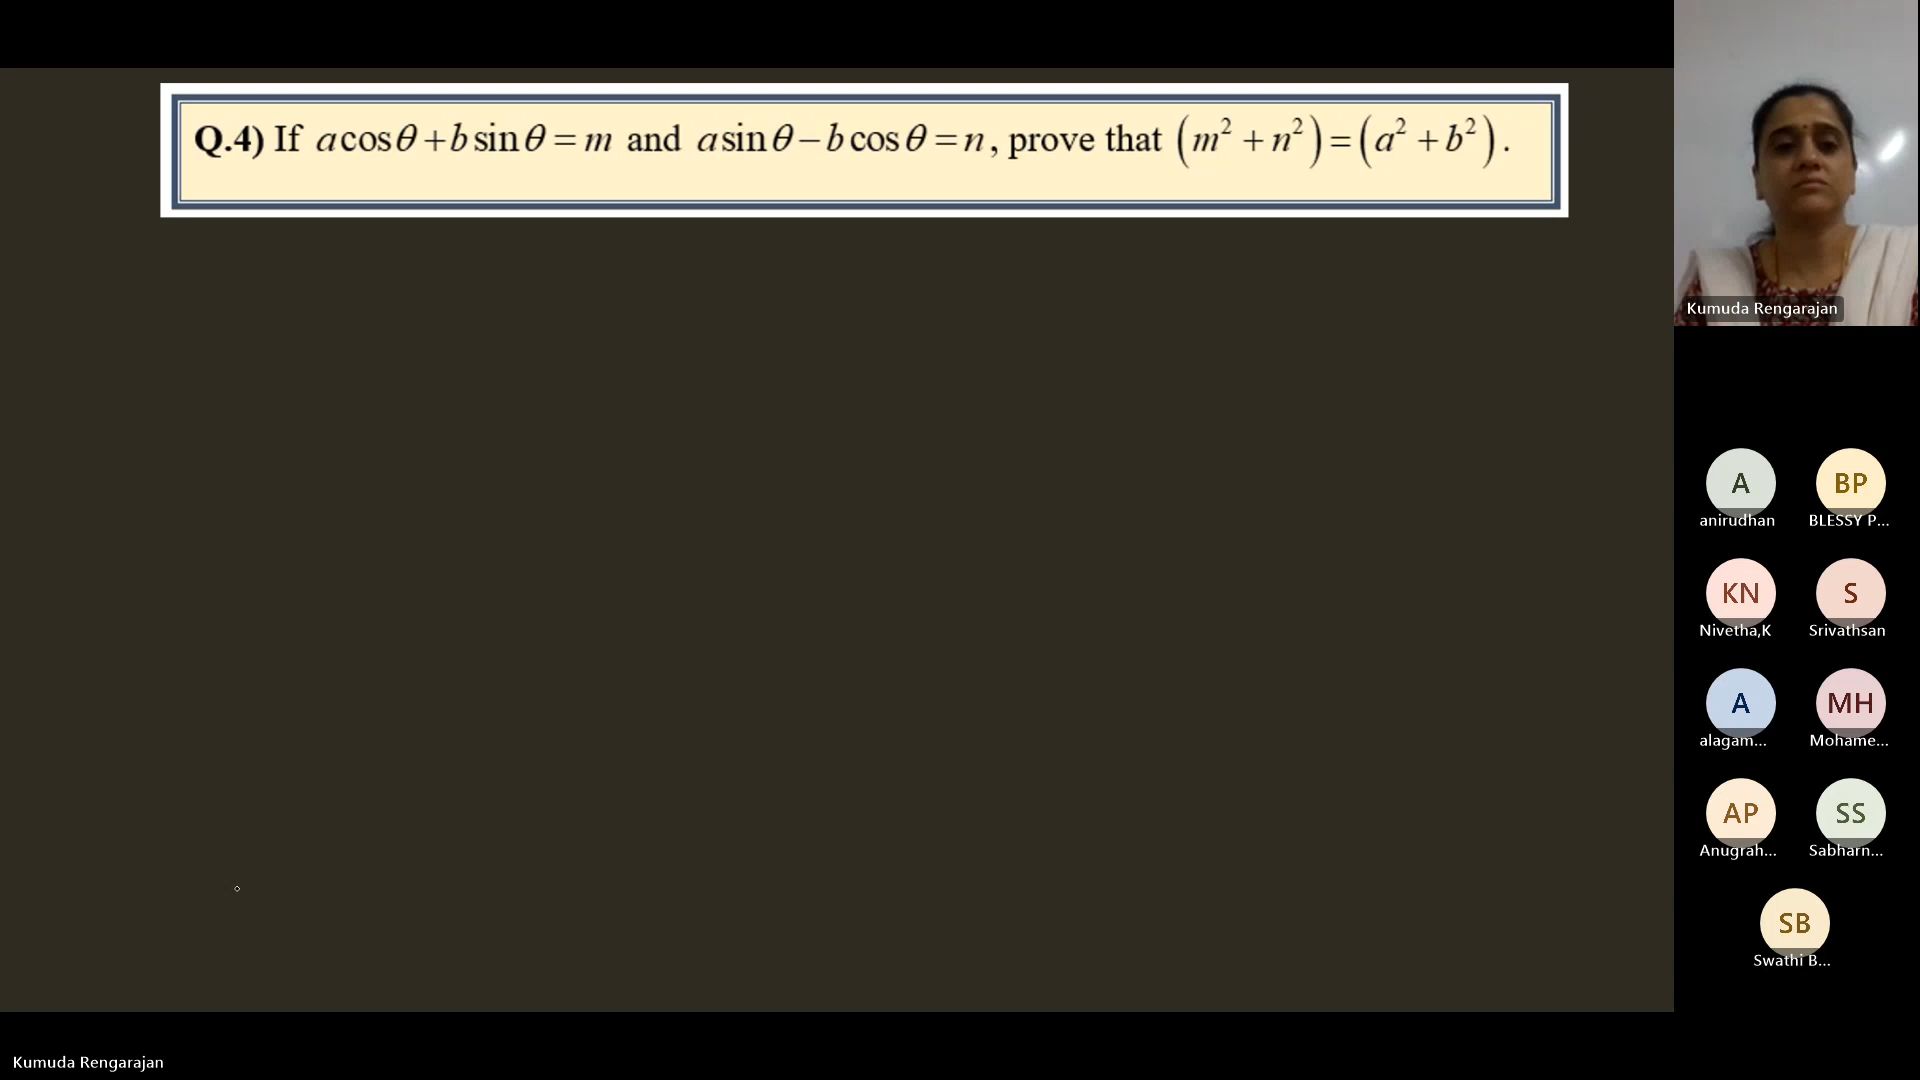 Q.4) If a cos θ + b sin θ = m and a sin θ − b cos θ = n, prove that (m² + n²) = (a² + b²).
Kumuda Rengarajan
A
BP
anirudhan
BLESSY P...
KN
S
Nivetha,K
Srivathsan
A
MH
alagam...
Mohame...
AP
SS
Anugrah...
Sabharn...
SB
Swathi B...
Kumuda Rengarajan